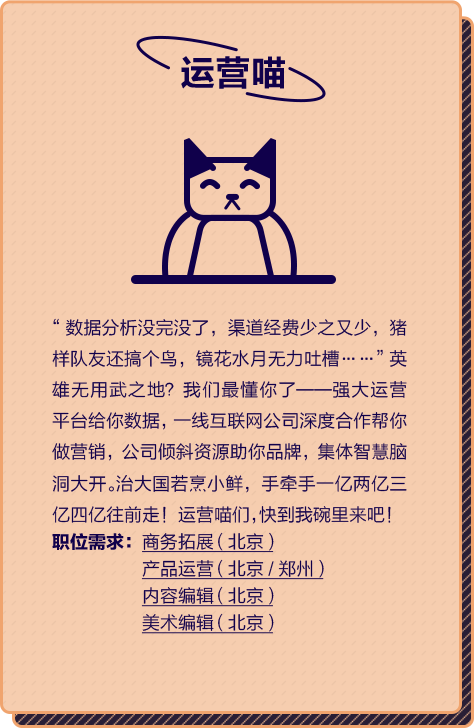 运营喵
“ 数据分析没完没了，渠道经费少之又少，猪
样队友还搞个鸟，镜花水月无力吐槽……” 英
雄无用武之地？我们最懂你了——强大运营
平台给你数据，一线互联网公司深度合作帮你
做营销，公司倾斜资源助你品牌，集体智慧脑
洞大开。治大国若烹小鲜，手牵手一亿两亿三
亿四亿往前走！运营喵们，快到我碗里来吧！
职位需求：商务拓展（北京）
产品运营（北京 / 郑州）
内容编辑（北京）
美术编辑（北京）